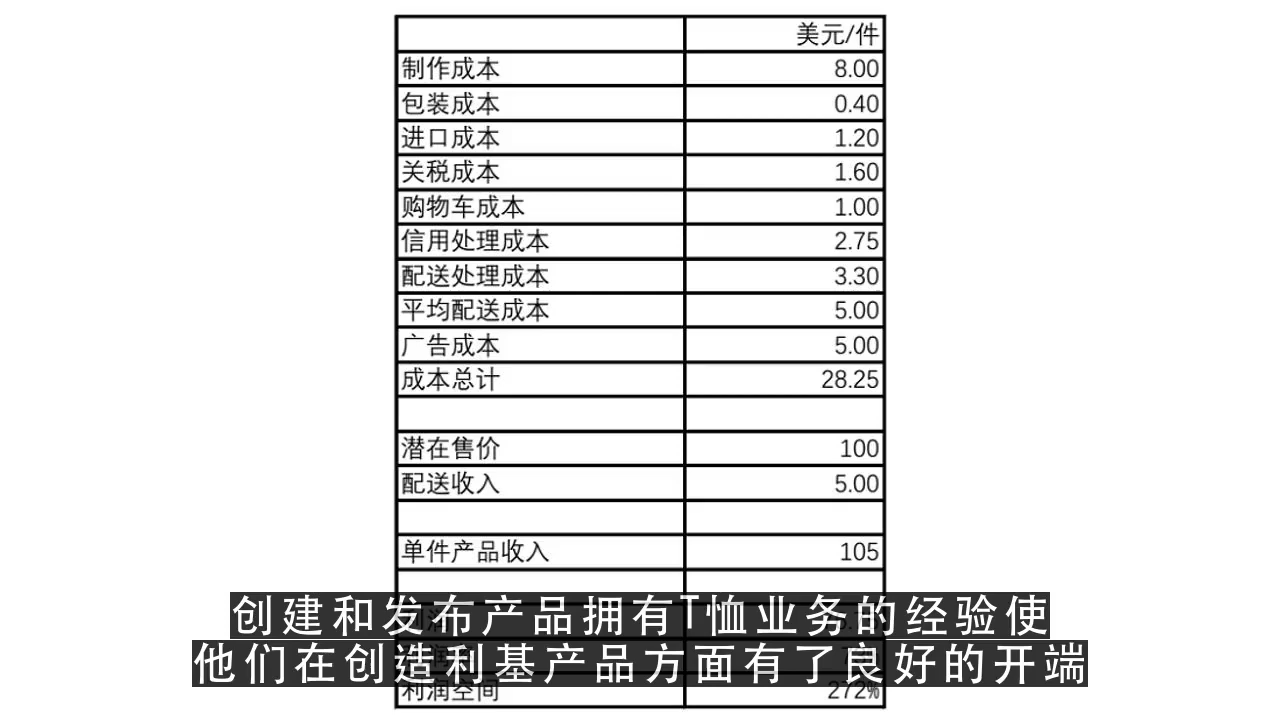 美元/件
制作成本 8.00
包装成本 0.40
进口成本 1.20
关税成本 1.60
购物车成本 1.00
信用处理成本 2.75
配送处理成本 3.30
平均配送成本 5.00
广告成本 5.00
成本总计 28.25
潜在售价 100
配送收入 5.00
单件产品收入 105
利润空间 272%
创建和发布产品拥有T恤业务的经验使
他们在创造利基产品方面有了良好的开端